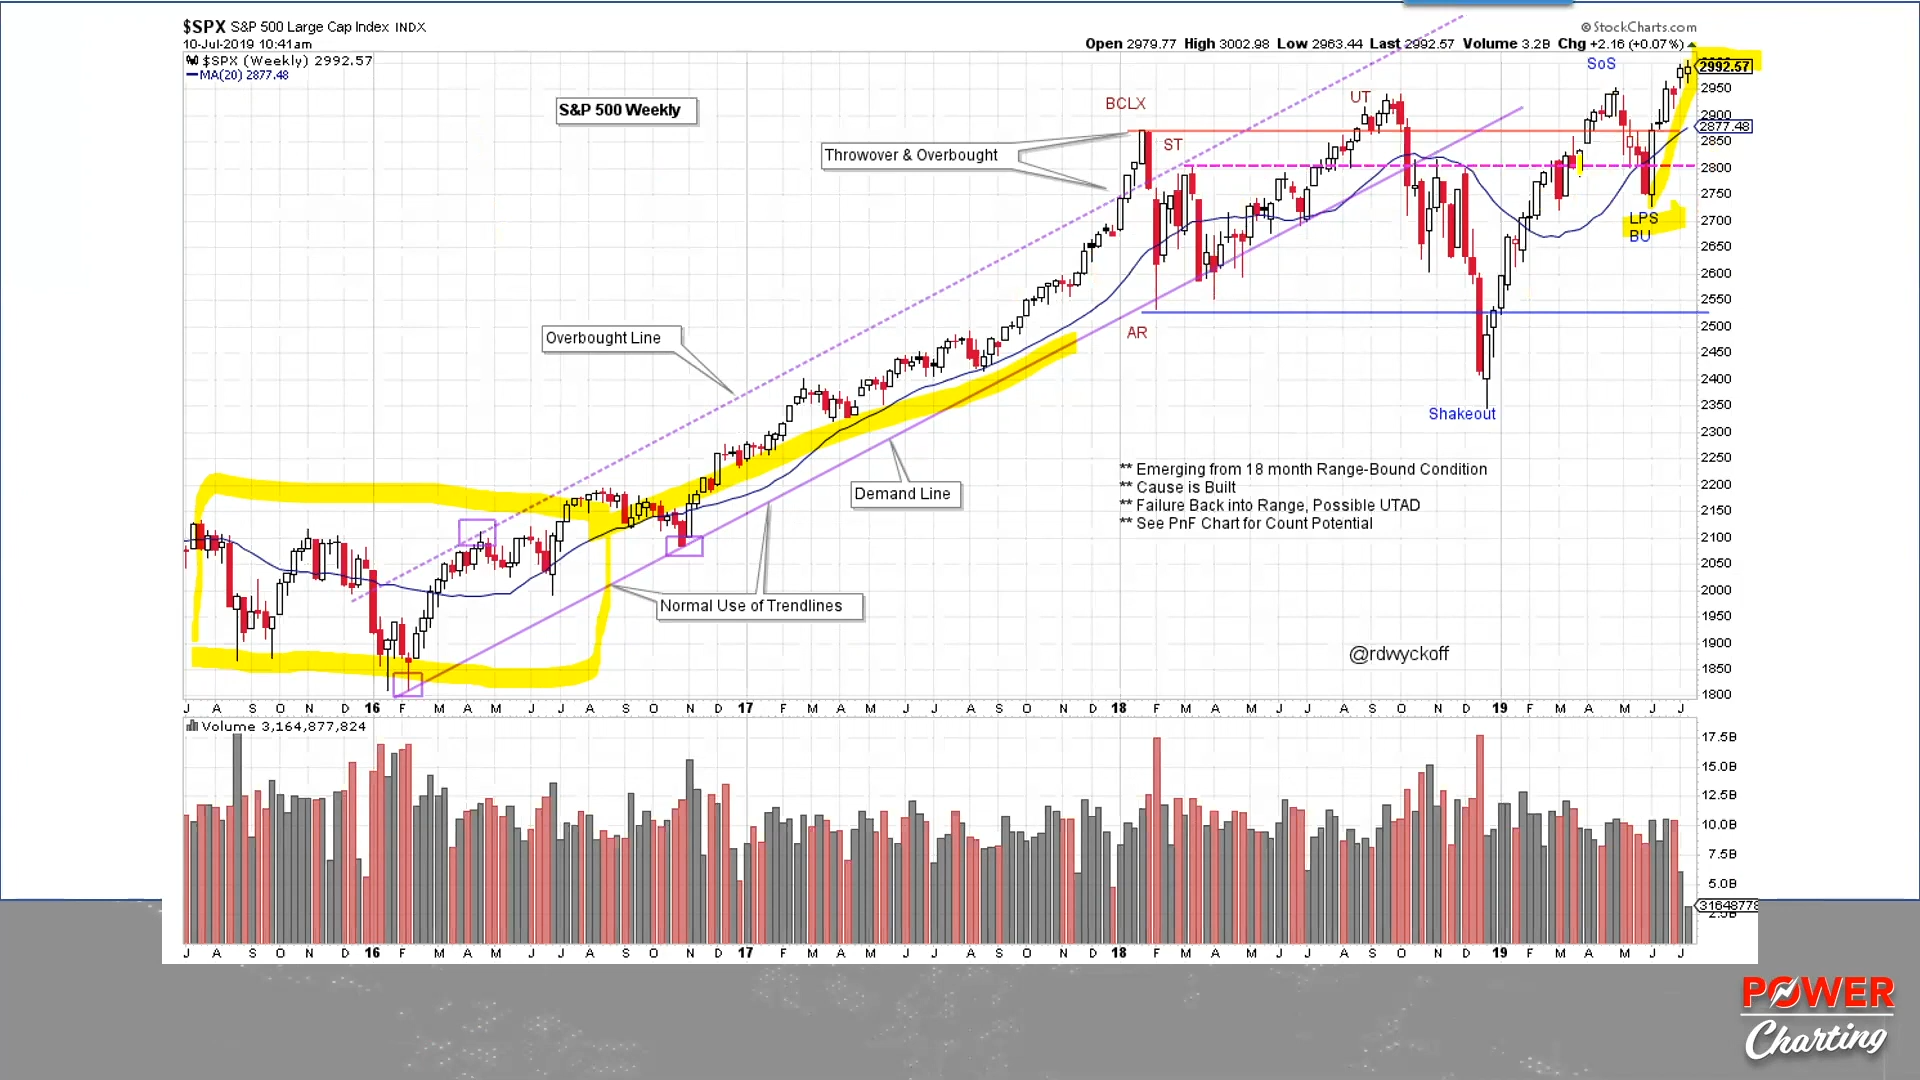 $SPX S&P 500 Large Cap Index INDX
© StockCharts.com
10-Jul-2019 10:41am
Open 2979.77 High 3002.98 Low 2963.44 Last 2992.57 Volume 3.2B Chg +2.16 (+0.07%)
$SPX (Weekly) 2992.57
MA(20) 2877.48
S&P 500 Weekly
SoS
BCLX
UT
ST
Throwover & Overbought
LPS
BU
AR
Overbought Line
Shakeout
Demand Line
** Emerging from 18 month Range-Bound Condition
** Cause is Built
** Failure Back into Range, Possible UTAD
** See PnF Chart for Count Potential
Normal Use of Trendlines
@rdwyckoff
2992.57
2950
2900
2877.48
2850
2800
2750
2700
2650
2600
2550
2500
2450
2400
2350
2300
2250
2200
2150
2100
2050
2000
1950
1900
1850
1800
J A S O N D 16 F M A M J J A S O N D 17 F M A M J J A S O N D 18 F M A M J J A S O N D 19 F M A M J J
Volume 3,164,877,824
17.5B
15.0B
12.5B
10.0B
7.5B
5.0B
31648778
J A S O N D 16 F M A M J J A S O N D 17 F M A M J J A S O N D 18 F M A M J J A S O N D 19 F M A M J J
POWER
Charting